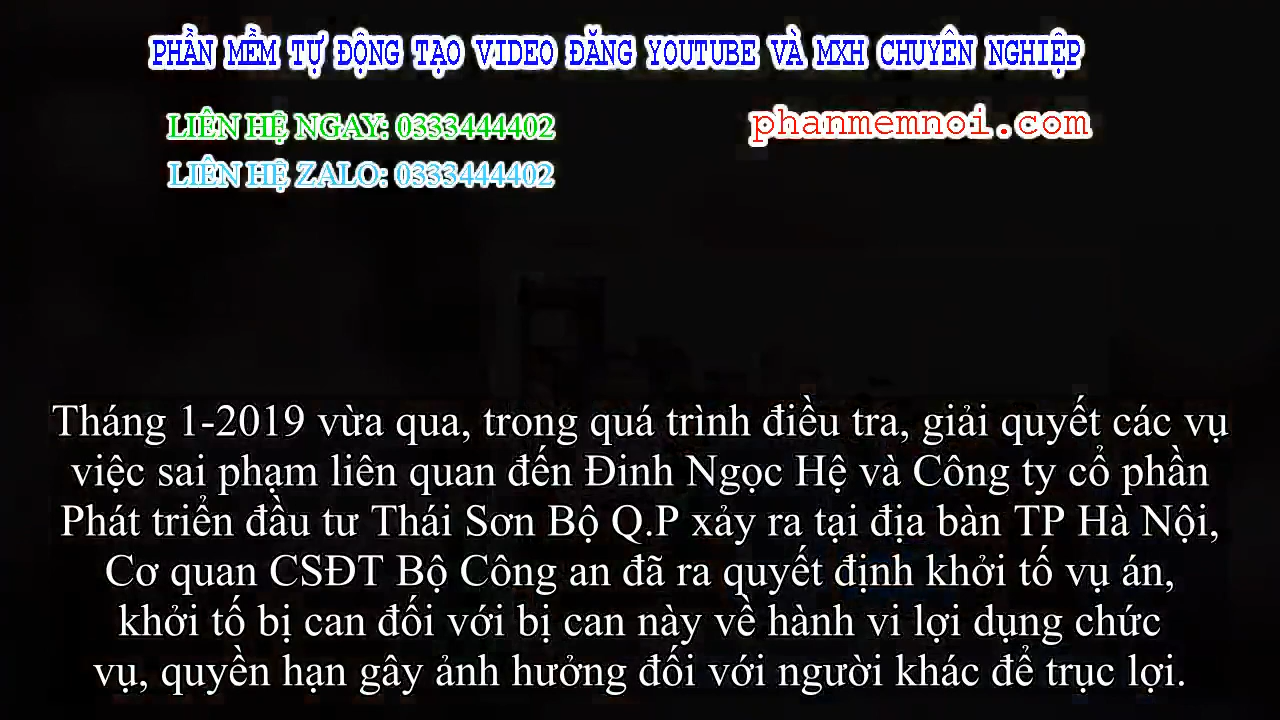 PHẦN MỀM TỰ ĐỘNG TẠO VIDEO ĐĂNG YOUTUBE VÀ MXH CHUYÊN NGHIỆP
LIÊN HỆ NGAY: 0333444402
phanmemnoi.com
LIÊN HỆ ZALO: 0333444402
Tháng 1-2019 vừa qua, trong quá trình điều tra, giải quyết các vụ
việc sai phạm liên quan đến Đinh Ngọc Hệ và Công ty cổ phần
Phát triển đầu tư Thái Sơn Bộ Q.P xảy ra tại địa bàn TP Hà Nội,
Cơ quan CSĐT Bộ Công an đã ra quyết định khởi tố vụ án,
khởi tố bị can đối với bị can này về hành vi lợi dụng chức
vụ, quyền hạn gây ảnh hưởng đối với người khác để trục lợi.